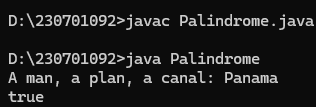 D:\230701092>javac Palindrome.java
D:\230701092>java Palindrome
A man, a plan, a canal: Panama
true